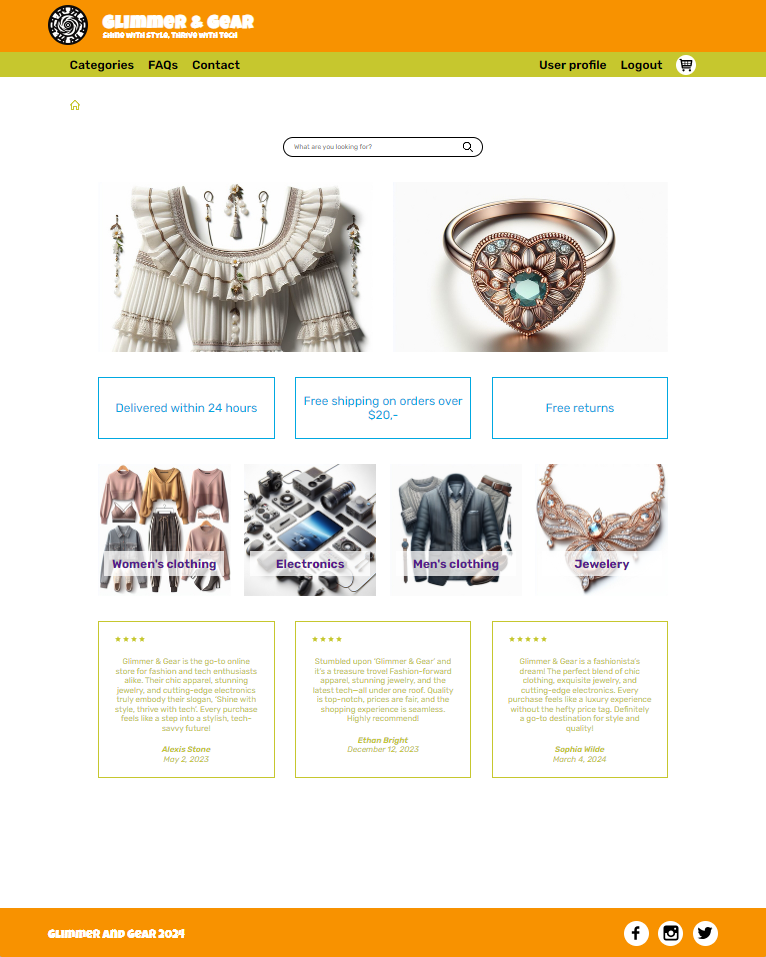 Glimmer & Gear
Shine with Style, Thrive with Tech
Categories FAQs Contact User profile Logout
What are you looking for?
Delivered within 24 hours
Free shipping on orders over
$20,-
Free returns
Women's clothing
Electronics
Men's clothing
Jewelery
Glimmer & Gear is the go-to online
store for fashion and tech enthusiasts
alike. Their chic apparel, stunning
jewelry, and cutting-edge electronics
truly embody their slogan, 'Shine with
style, thrive with tech'. Every purchase
feels like a step into a stylish, tech-
savvy future!
Alexis Stone
May 2, 2023
Stumbled upon 'Glimmer & Gear' and
it's a treasure trove! Fashion-forward
apparel, stunning jewelry, and the
latest tech—all under one roof. Quality
is top-notch, prices are fair, and the
shopping experience is seamless.
Highly recommend!
Ethan Bright
December 12, 2023
Glimmer & Gear is a fashionista's
dream! The perfect blend of chic
clothing, exquisite jewelry, and
cutting-edge electronics. Every
purchase feels like a luxury experience
without the hefty price tag. Definitely
a go-to destination for style and
quality!
Sophia Wilde
March 4, 2024
Glimmer and Gear 2024